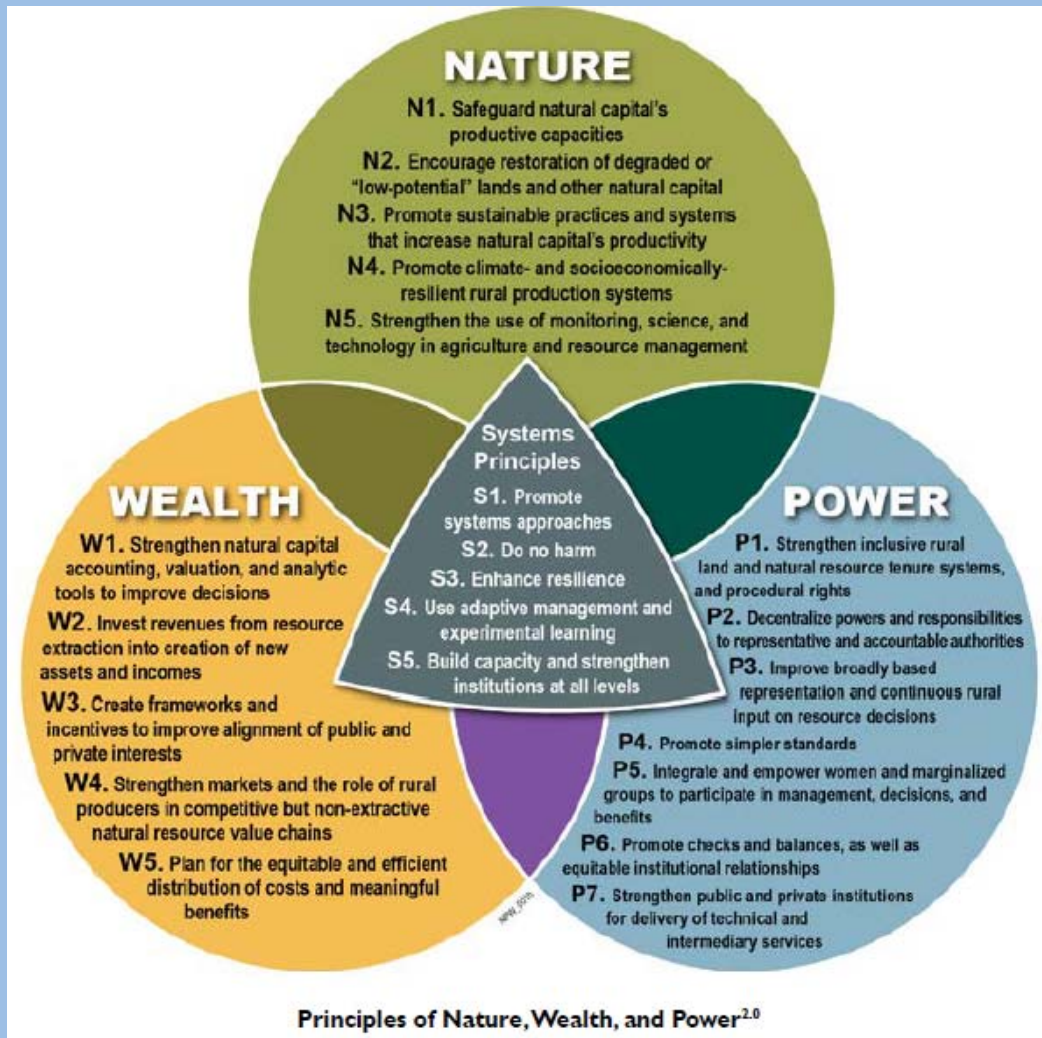 NATURE
N1. Safeguard natural capital's
productive capacities
N2. Encourage restoration of degraded or
"low-potential" lands and other natural capital
N3. Promote sustainable practices and systems
that increase natural capital's productivity
N4. Promote climate- and socioeconomically-
resilient rural production systems
N5. Strengthen the use of monitoring, science, and
technology in agriculture and resource management
Systems
Principles
S1. Promote
systems approaches
S2. Do no harm
S3. Enhance resilience
S4. Use adaptive management and
experimental learning
S5. Build capacity and strengthen
institutions at all levels
WEALTH
W1. Strengthen natural capital
accounting, valuation, and analytic
tools to improve decisions
W2. Invest revenues from resource
extraction into creation of new
assets and incomes
W3. Create frameworks and
incentives to improve alignment of public and
private interests
W4. Strengthen markets and the role of rural
producers in competitive but non-extractive
natural resource value chains
W5. Plan for the equitable and efficient
distribution of costs and meaningful
benefits
POWER
P1. Strengthen inclusive rural
land and natural resource tenure systems,
and procedural rights
P2. Decentralize powers and responsibilities
to representative and accountable authorities
P3. Improve broadly based
representation and continuous rural
input on resource decisions
P4. Promote simpler standards
P5. Integrate and empower women and marginalized
groups to participate in management, decisions, and
benefits
P6. Promote checks and balances, as well as
equitable institutional relationships
P7. Strengthen public and private institutions
for delivery of technical and
intermediary services
Principles of Nature, Wealth, and Power2.0